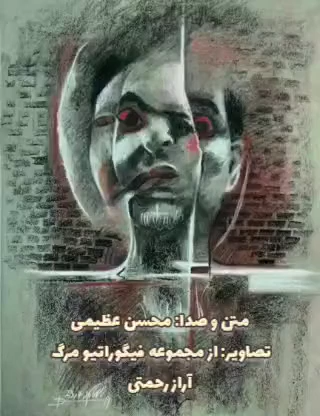 متن و صدا: محسن عظیمی
تصاویر: از مجموعه فیگوراتیو مرگ
آراز رحمتی